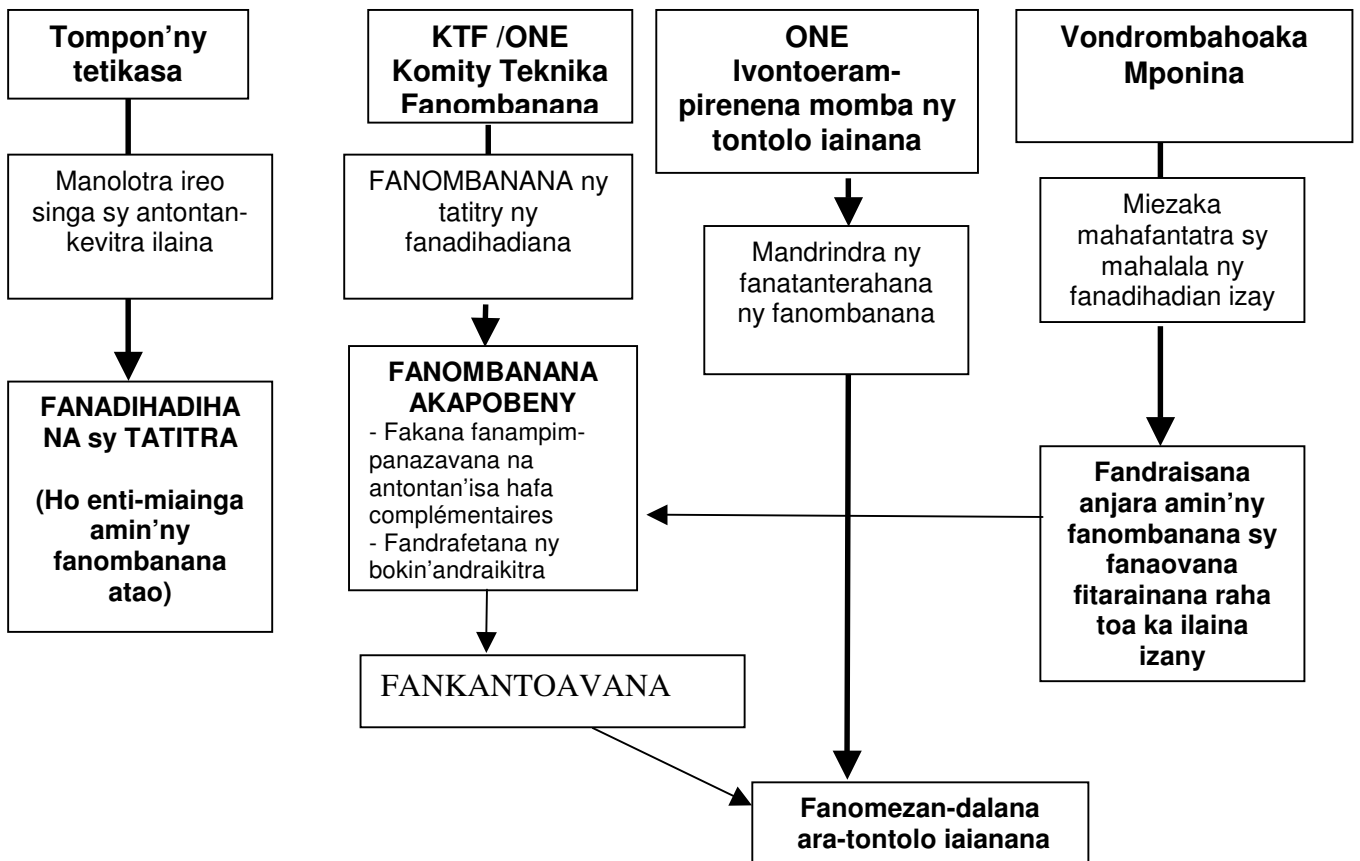 Tompon’ny
tetikasa
KTF /ONE
Komity Teknika
Fanombanana
ONE
Ivontoeram-
pirenena momba ny
tontolo iainana
Vondrombahoaka
Mponina
Manolotra ireo
singa sy antontan-
kevitra ilaina
FANOMBANANA ny
tatitry ny
fanadihadiana
Mandrindra ny
fanatanterahana
ny fanombanana
Miezaka
mahafantatra sy
mahalala ny
fanadihadian izay
FANADIHADIHA
NA sy TATITRA
(Ho enti-miainga
amin’ny
fanombanana
atao)
FANOMBANANA
AKAPOBENY
- Fakana fanampim-
panazavana na
antontan’isa hafa
complémentaires
- Fandrafetana ny
bokin’andraikitra
Fandraisana
anjara amin’ny
fanombanana sy
fanaovana
fitarainana raha
toa ka ilaina
izany
FANKANTOAVANA
Fanomezan-dalana
ara-tontolo iaianana